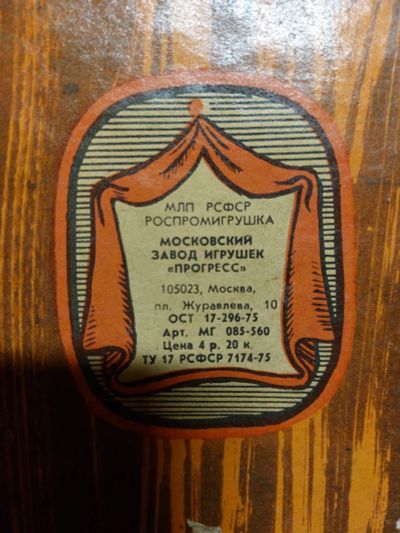 МЛП РСФСР
РОСПРОМИГРУШКА
МОСКОВСКИЙ
ЗАВОД ИГРУШЕК
«ПРОГРЕСС»
105023, Москва,
пл. Журавлева, 10
ОСТ 17-296-75
Арт. МГ 085-560
Цена 4 р. 20 к.
ТУ 17 РСФСР 7174-75